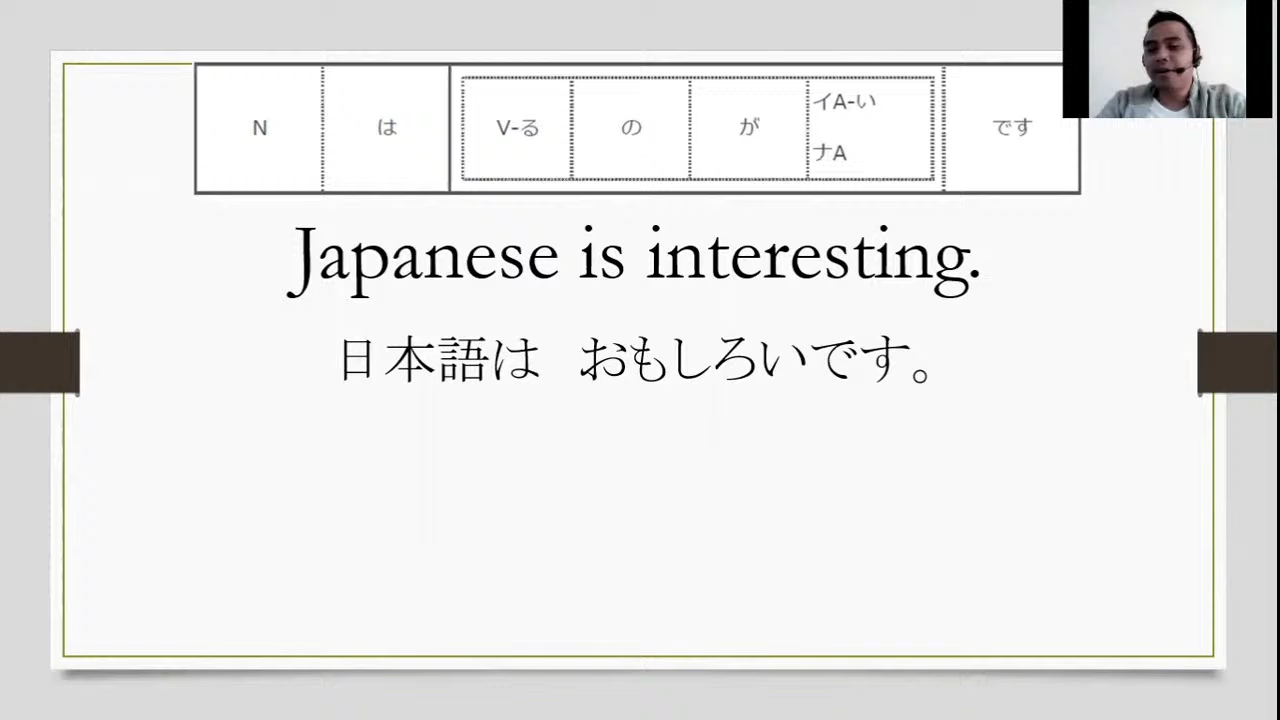 N は V-る の が イA-い です
ナA
Japanese is interesting.
日本語は　おもしろいです。